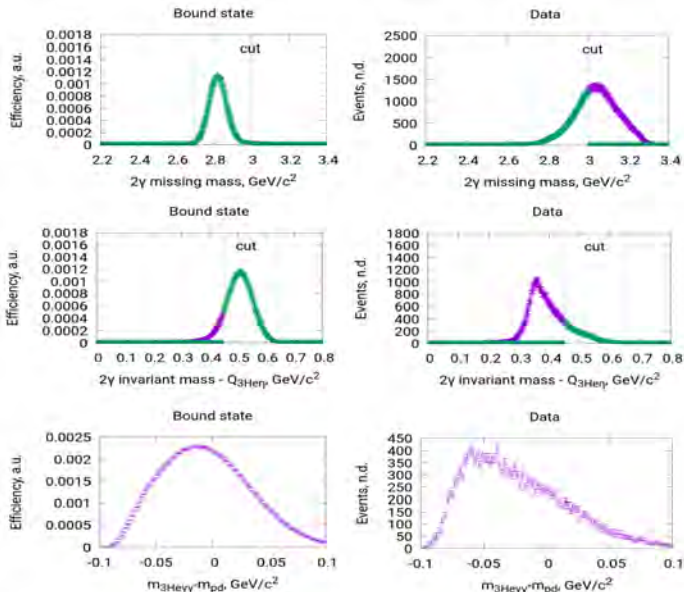 Bound state
Efficiency, a.u.
0.0018
0.0016
0.0014
0.0012
0.001
0.0008
0.0006
0.0004
0.0002
0
cut
2.2 2.4 2.6 2.8 3 3.2 3.4
2γ missing mass, GeV/c²
Data
Events, n.d.
2500
2000
1500
1000
500
0
cut
2.2 2.4 2.6 2.8 3 3.2 3.4
2γ missing mass, GeV/c²
Bound state
Efficiency, a.u.
0.0018
0.0016
0.0014
0.0012
0.001
0.0008
0.0006
0.0004
0.0002
0
cut
0 0.1 0.2 0.3 0.4 0.5 0.6 0.7 0.8
2γ invariant mass - Q₃Heη, GeV/c²
Data
Events, n.d.
1800
1600
1400
1200
1000
800
600
400
200
0
cut
0 0.1 0.2 0.3 0.4 0.5 0.6 0.7 0.8
2γ invariant mass - Q₃Heη, GeV/c²
Bound state
Efficiency, a.u.
0.0025
0.002
0.0015
0.001
0.0005
0
-0.1 -0.05 0 0.05 0.1
m₃Heγγ-mpd, GeV/c²
Data
Events, n.d.
450
400
350
300
250
200
150
100
50
0
-0.1 -0.05 0 0.05 0.1
m₃Heγγ-mpd, GeV/c²